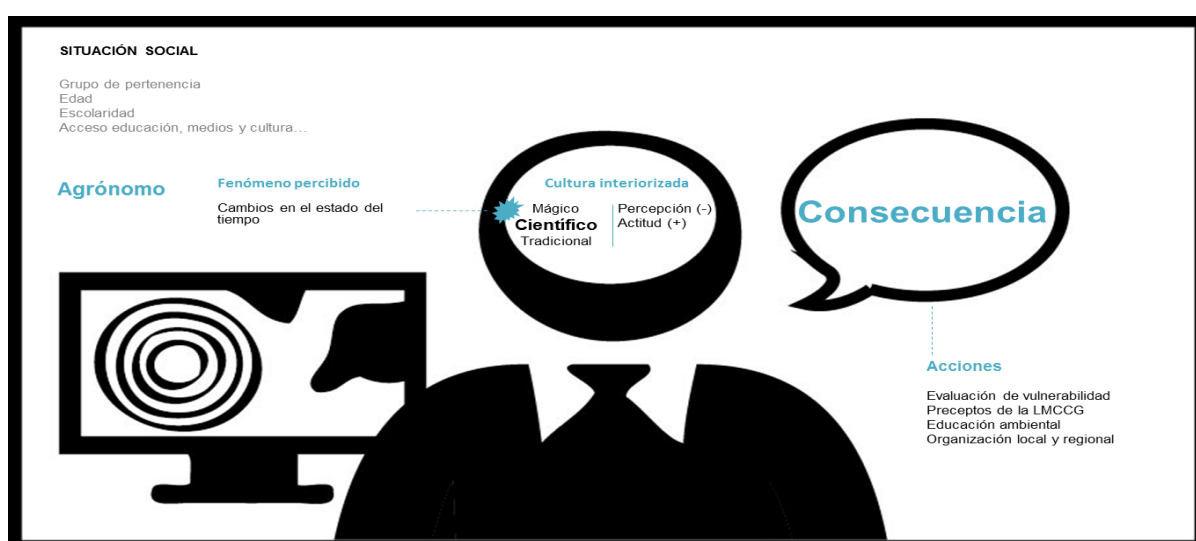 SITUACIÓN SOCIAL
Grupo de pertenencia
Edad
Escolaridad
Acceso educación, medios y cultura...
Agrónomo
Fenómeno percibido
Cambios en el estado del
tiempo
Cultura interiorizada
Mágico
Científico
Tradicional
Percepción (-)
Actitud (+)
Consecuencia
Acciones
Evaluación de vulnerabilidad
Preceptos de la LMCCG
Educación ambiental
Organización local y regional